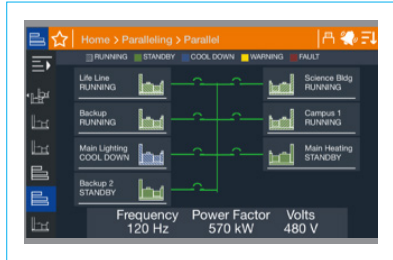 Home > Paralleling > Parallel
RUNNING STANDBY COOL DOWN WARNING FAULT
Life Line
RUNNING
Science Bldg
RUNNING
Backup
RUNNING
Campus 1
RUNNING
Main Lighting
COOL DOWN
Main Heating
STANDBY
Backup 2
STANDBY
Frequency Power Factor Volts
120 Hz 570 kW 480 V